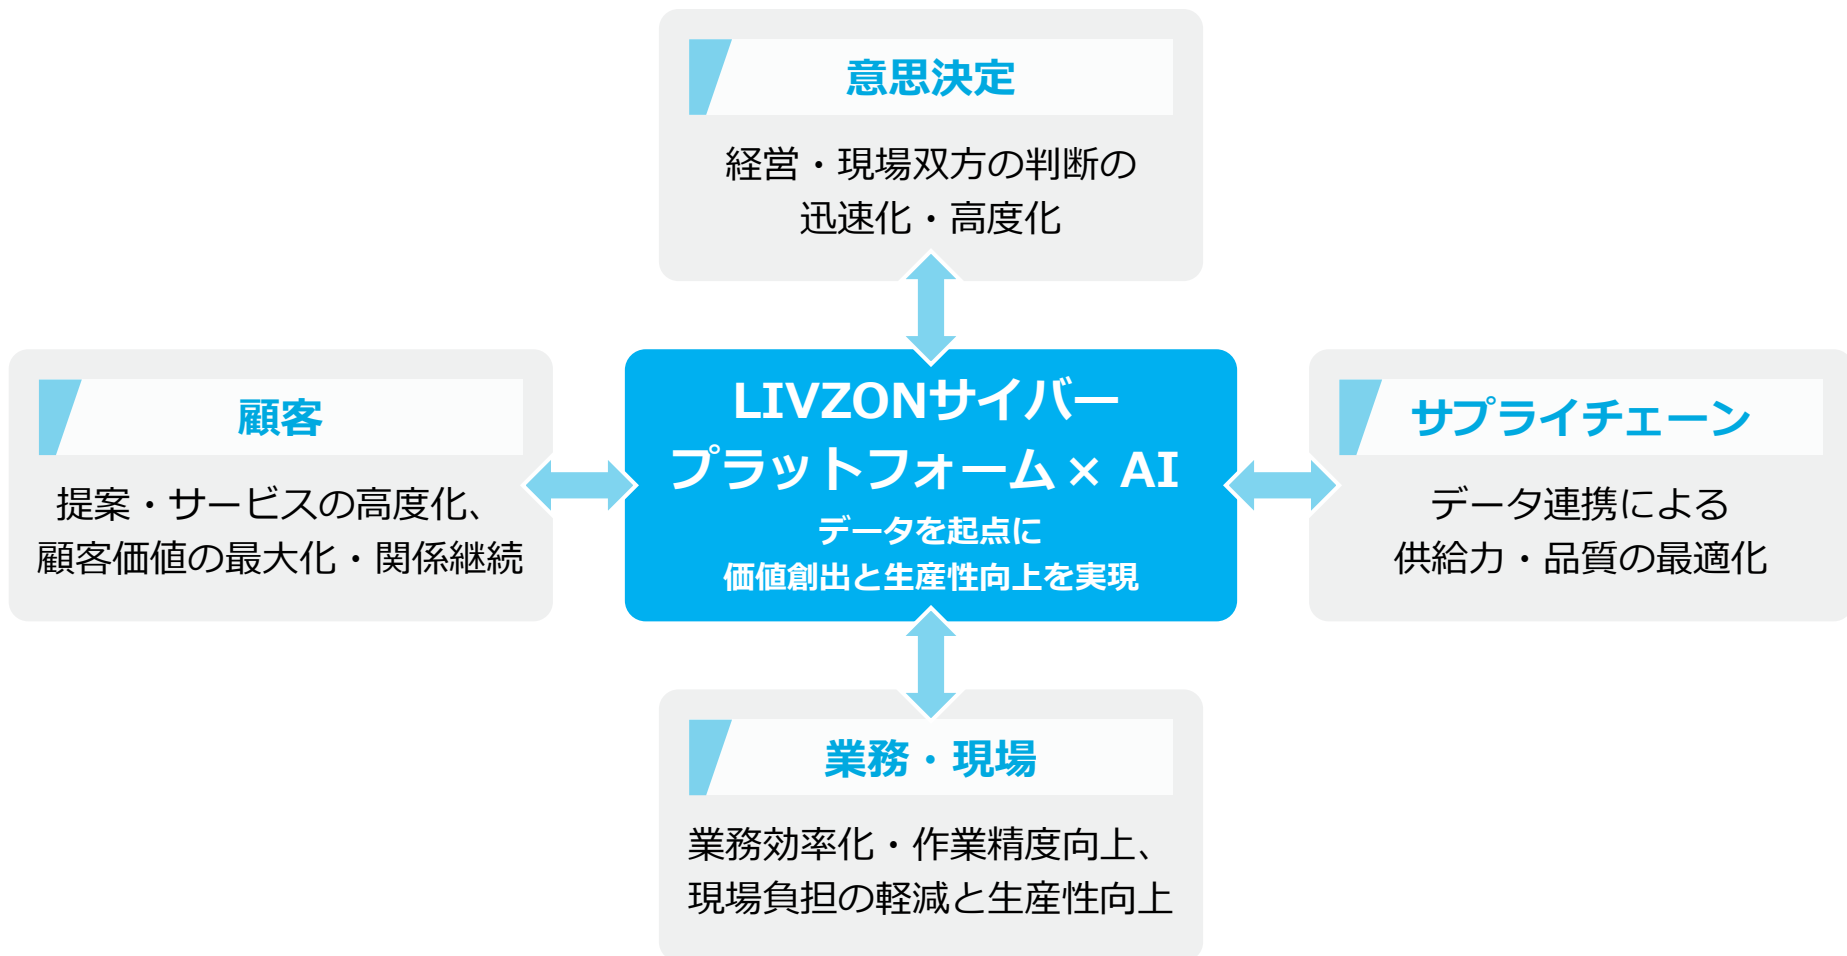 意思決定
経営・現場双方の判断の
迅速化・高度化
顧客
提案・サービスの高度化、
顧客価値の最大化・関係継続
LIVZONサイバー
プラットフォーム × AI
データを起点に
価値創出と生産性向上を実現
サプライチェーン
データ連携による
供給力・品質の最適化
業務・現場
業務効率化・作業精度向上、
現場負担の軽減と生産性向上